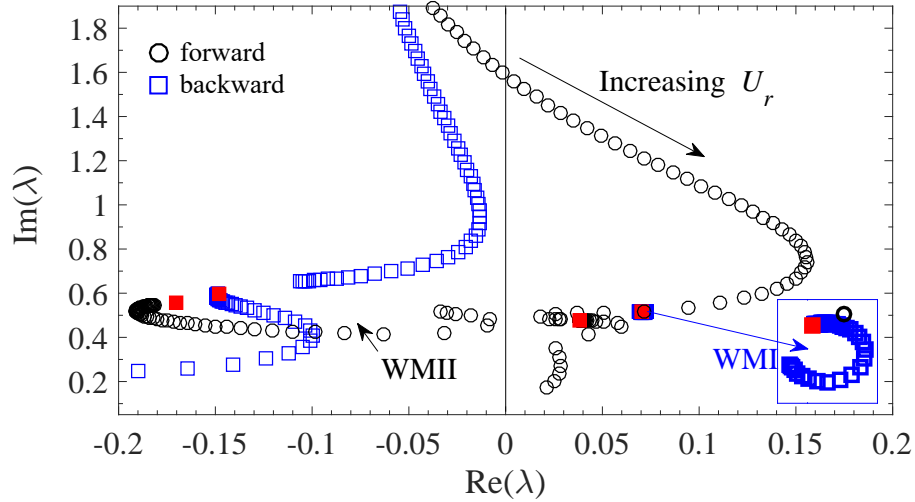 1.8
1.6
1.4
1.2
1
0.8
0.6
0.4
0.2
Im(λ)
forward
backward
Increasing U_r
WMII
WMI
-0.2 -0.15 -0.1 -0.05 0 0.05 0.1 0.15 0.2
Re(λ)